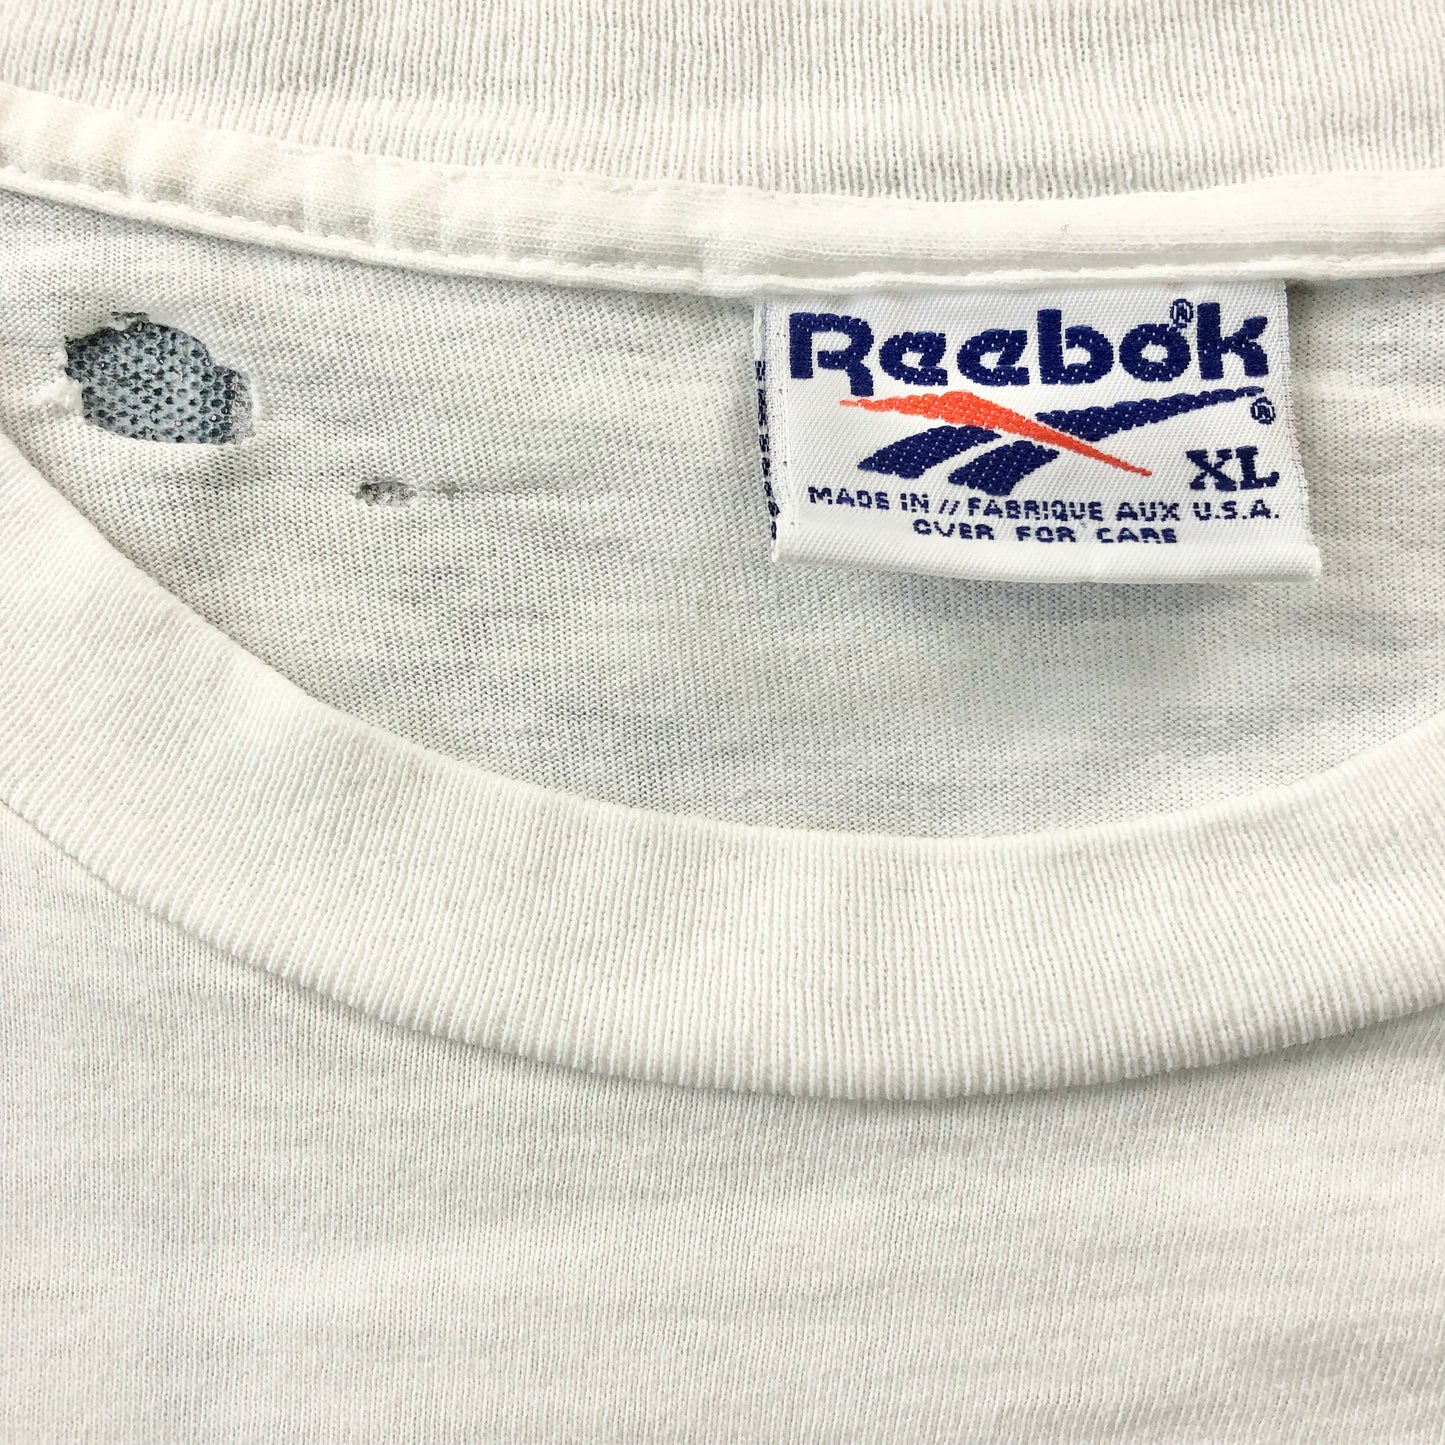 Reebok®
®
XL
MADE IN // FABRIQUE AUX U.S.A.
OVER FOR CARE